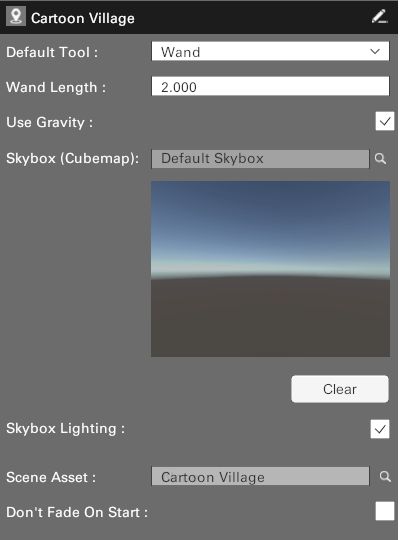 Cartoon Village
Default Tool : Wand
Wand Length : 2.000
Use Gravity :
Skybox (Cubemap): Default Skybox
Clear
Skybox Lighting :
Scene Asset : Cartoon Village
Don't Fade On Start :